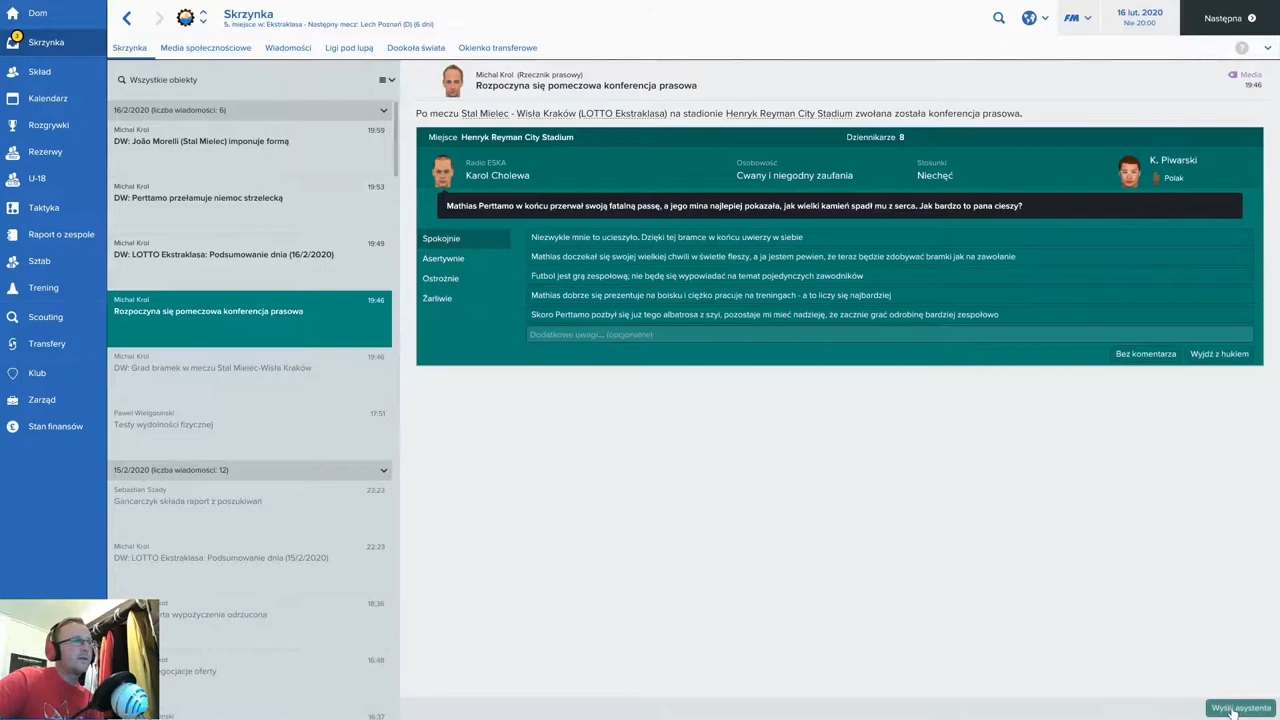 Dom
Skrzynka
3
Skład
Kalendarz
Rozgrywki
Rezerwy
U-18
Taktyka
Raport o zespole
Sztab
Trening
Scouting
Transfery
Klub
Zarząd
Stan finansów
Skrzynka
5. miejsce w: Ekstraklasa - Następny mecz: Lech Poznań (D) (6 dni)
FM
16 lut. 2020
Nie 20:00
Następna
Skrzynka
Media społecznościowe
Wiadomości
Ligi pod lupą
Dookoła świata
Okienko transferowe
?
Wszystkie obiekty
16/2/2020 (liczba wiadomości: 6)
Michal Krol 19:59
DW: João Morelli (Stal Mielec) imponuje formą
Michal Krol 19:53
DW: Perttamo przełamuje niemoc strzelecką
Michal Krol 19:49
DW: LOTTO Ekstraklasa: Podsumowanie dnia (16/2/2020)
Michal Krol 19:46
Rozpoczyna się pomeczowa konferencja prasowa
Michal Krol 19:46
DW: Grad bramek w meczu Stal Mielec-Wisła Kraków
Pawel Wielgosinski 17:51
Testy wydolności fizycznej
15/2/2020 (liczba wiadomości: 12)
Sebastian Szady 23:23
Gancarczyk składa raport z poszukiwań
Michal Krol 22:23
DW: LOTTO Ekstraklasa: Podsumowanie dnia (15/2/2020)
18:36
wypożyczenia odrzucona
16:48
oferty
16:37
Michal Krol (Rzecznik prasowy)
Rozpoczyna się pomeczowa konferencja prasowa
Media
19:46
Po meczu Stal Mielec - Wisła Kraków (LOTTO Ekstraklasa) na stadionie Henryk Reyman City Stadium zwołana została konferencja prasowa.
Miejsce Henryk Reyman City Stadium
Dziennikarze 8
Radio ESKA
Karol Cholewa
Osobowość
Cwany i niegodny zaufania
Stosunki
Niechęć
K. Piwarski
Polak
Mathias Perttamo w końcu przerwał swoją fatalną passę, a jego mina najlepiej pokazała, jak wielki kamień spadł mu z serca. Jak bardzo to pana cieszy?
Spokojnie
Asertywnie
Ostrożnie
Żarliwie
Niezwykle mnie to ucieszyło. Dzięki tej bramce w końcu uwierzy w siebie
Mathias doczekał się swojej wielkiej chwili w świetle fleszy, a ja jestem pewien, że teraz będzie zdobywać bramki jak na zawołanie
Futbol jest grą zespołową; nie będę się wypowiadać na temat pojedynczych zawodników
Mathias dobrze się prezentuje na boisku i ciężko pracuje na treningach - a to liczy się najbardziej
Skoro Perttamo pozbył się już tego albatrosa z szyi, pozostaje mi mieć nadzieję, że zacznie grać odrobinę bardziej zespołowo
Dodatkowe uwagi... (opcjonalne)
Bez komentarza
Wyjdź z hukiem
Wyślij asystenta